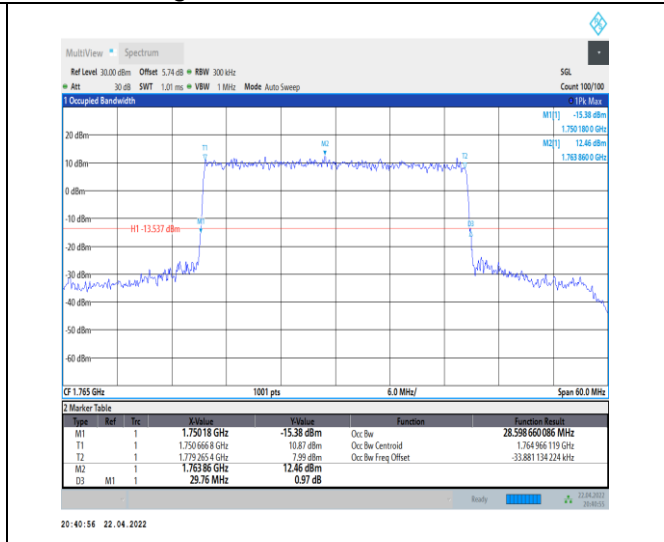 MultiView Spectrum
Ref Level 30.00 dBm Offset 5.74 dB RBW 300 kHz SGL
Att 30 dB SWT 1.01 ms VBW 1 MHz Mode Auto Sweep Count 100/100
1 Occupied Bandwidth 1Pk Max
M1[1] -15.38 dBm
1.750 180 0 GHz
20 dBm M2[1] 12.46 dBm
T1 M2 T2 1.763 860 0 GHz
10 dBm
0 dBm
-10 dBm
M1 D3
H1 -13.537 dBm
-20 dBm
-30 dBm
-40 dBm
-50 dBm
-60 dBm
CF 1.765 GHz 1001 pts 6.0 MHz/ Span 60.0 MHz
2 Marker Table
Type Ref Trc X-Value Y-Value Function Function Result
M1 1 1.75018 GHz -15.38 dBm Occ Bw 28.598 660 086 MHz
T1 1 1.750 666 8 GHz 10.87 dBm Occ Bw Centroid 1.764 966 119 GHz
T2 1 1.779 265 4 GHz 7.99 dBm Occ Bw Freq Offset -33.881 134 224 kHz
M2 1 1.763 86 GHz 12.46 dBm
D3 M1 1 29.76 MHz 0.97 dB
Ready 22.04.2022
20:40:55
20:40:56 22.04.2022